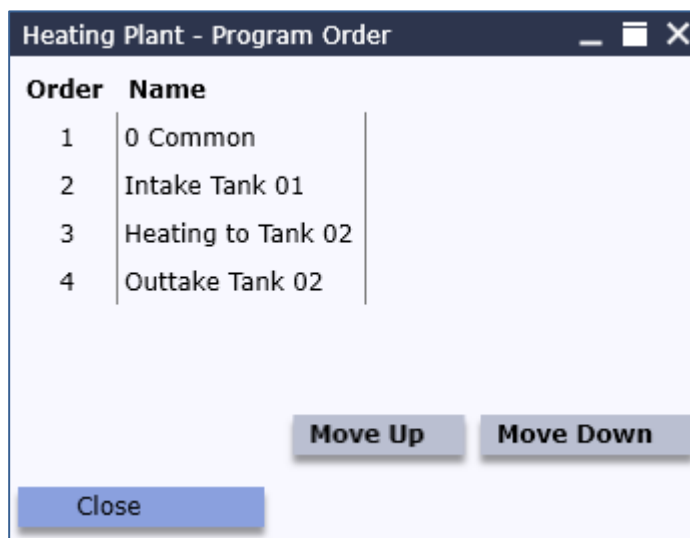 Heating Plant - Program Order
Order Name
1 0 Common
2 Intake Tank 01
3 Heating to Tank 02
4 Outtake Tank 02
Move Up Move Down
Close